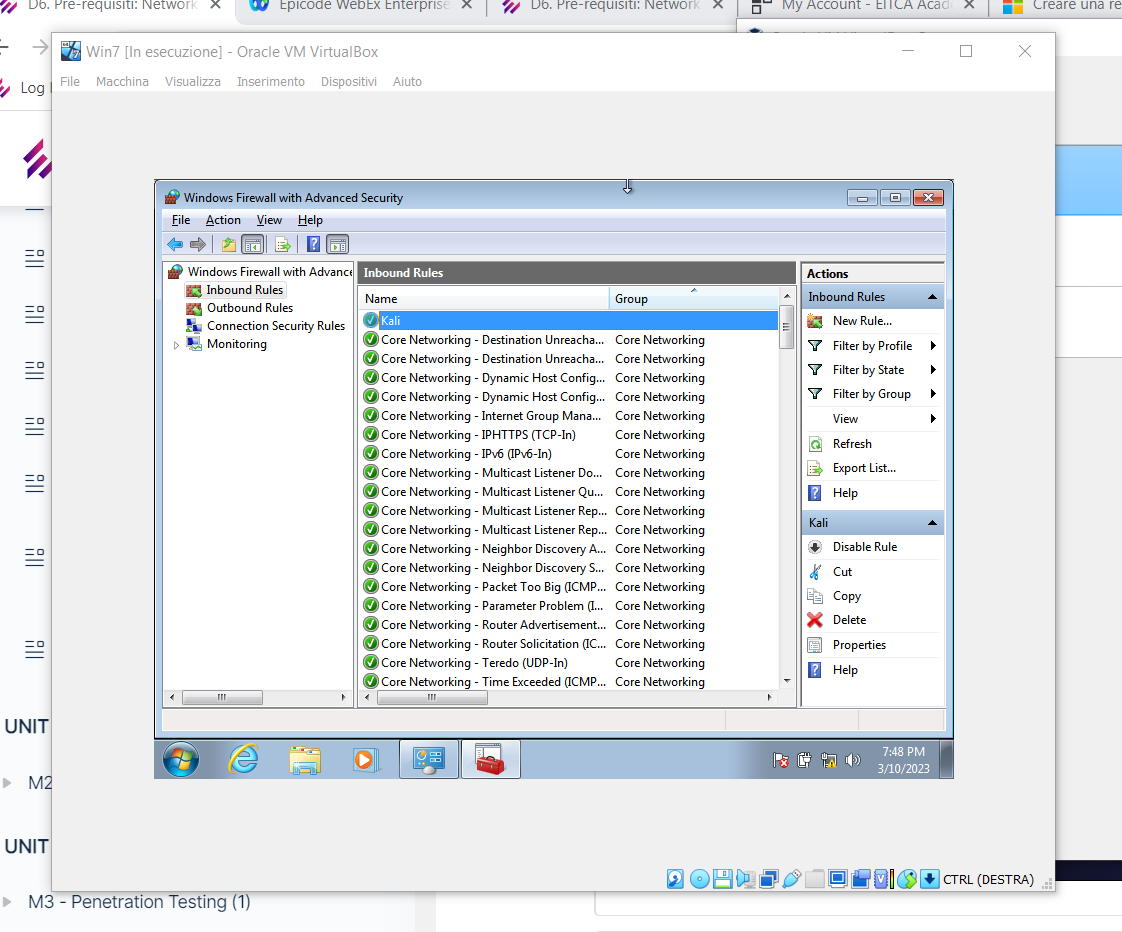 D6. Pre-requisiti: Network
Epicode WebEx Enterprise
D6. Pre-requisiti: Network
My Account - EITCA Acad
Creare una re
Win7 [In esecuzione] - Oracle VM VirtualBox
File Macchina Visualizza Inserimento Dispositivi Aiuto
Log
Windows Firewall with Advanced Security
File Action View Help
Windows Firewall with Advance
Inbound Rules
Outbound Rules
Connection Security Rules
Monitoring
Inbound Rules
Name Group
Kali
Core Networking - Destination Unreacha... Core Networking
Core Networking - Destination Unreacha... Core Networking
Core Networking - Dynamic Host Config... Core Networking
Core Networking - Dynamic Host Config... Core Networking
Core Networking - Internet Group Mana... Core Networking
Core Networking - IPHTTPS (TCP-In) Core Networking
Core Networking - IPv6 (IPv6-In) Core Networking
Core Networking - Multicast Listener Do... Core Networking
Core Networking - Multicast Listener Qu... Core Networking
Core Networking - Multicast Listener Rep... Core Networking
Core Networking - Multicast Listener Rep... Core Networking
Core Networking - Neighbor Discovery A... Core Networking
Core Networking - Neighbor Discovery S... Core Networking
Core Networking - Packet Too Big (ICMP... Core Networking
Core Networking - Parameter Problem (I... Core Networking
Core Networking - Router Advertisement... Core Networking
Core Networking - Router Solicitation (IC... Core Networking
Core Networking - Teredo (UDP-In) Core Networking
Core Networking - Time Exceeded (ICMP... Core Networking
Actions
Inbound Rules
New Rule...
Filter by Profile
Filter by State
Filter by Group
View
Refresh
Export List...
Help
Kali
Disable Rule
Cut
Copy
Delete
Properties
Help
7:48 PM
3/10/2023
UNIT
M2
UNIT
CTRL (DESTRA)
M3 - Penetration Testing (1)